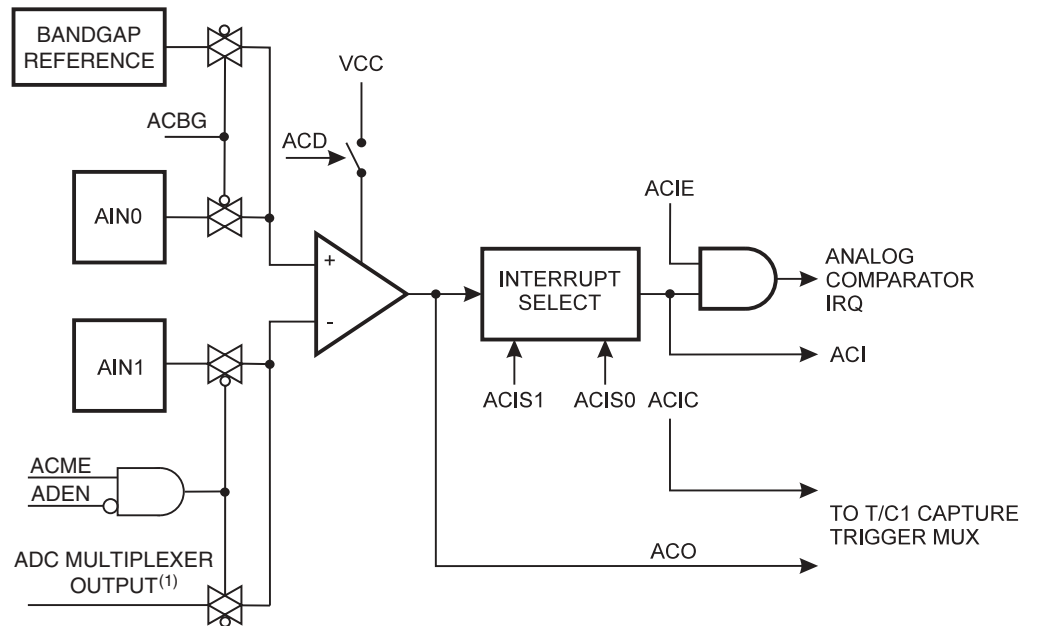 BANDGAP
REFERENCE
VCC
ACBG
ACD
ACIE
AIN0
+
INTERRUPT
SELECT
ANALOG
COMPARATOR
IRQ
-
AIN1
ACI
ACIS1
ACIS0
ACIC
ACME
ADEN
TO T/C1 CAPTURE
TRIGGER MUX
ADC MULTIPLEXER
OUTPUT(1)
ACO